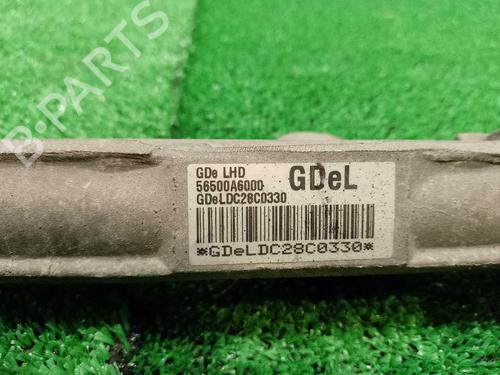 B-PARTS
GDe LHD
56500A6000
GDeLDC28C0330
GDeL
*GDeLDC28C0330*